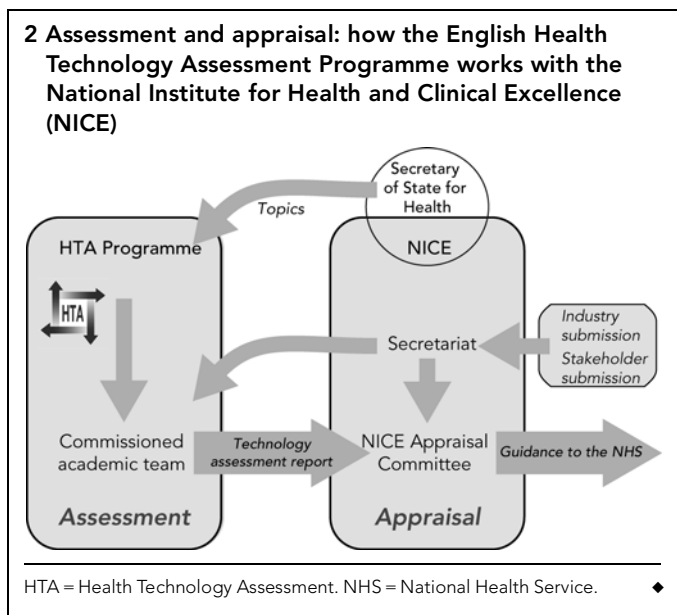 2 Assessment and appraisal: how the English Health
Technology Assessment Programme works with the
National Institute for Health and Clinical Excellence
(NICE)
Secretary
of State for
Health
Topics
HTA Programme
NICE
HTA
Industry
submission
Secretariat
Stakeholder
submission
Commissioned
academic team
Technology
assessment report
NICE Appraisal
Committee
Guidance to the NHS
Assessment
Appraisal
HTA = Health Technology Assessment. NHS = National Health Service.